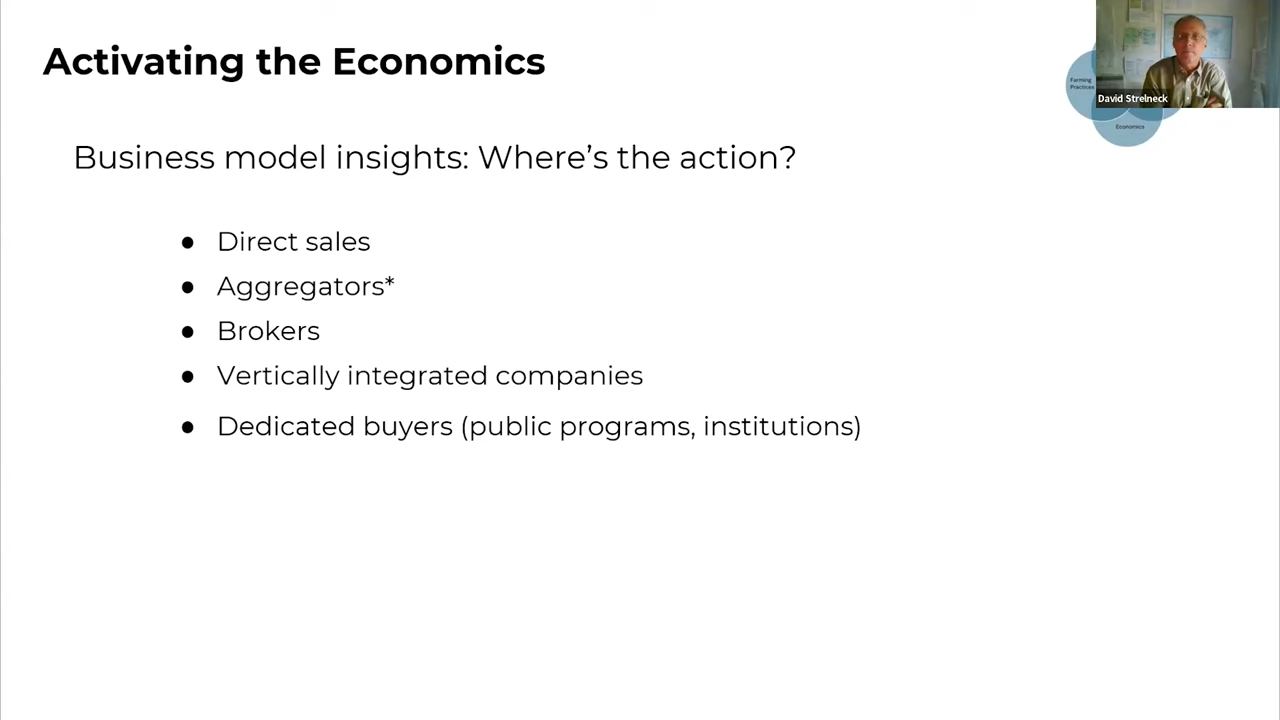 Activating the Economics
Farming
Practices
David Strelneck
Economics
Business model insights: Where’s the action?
● Direct sales
● Aggregators*
● Brokers
● Vertically integrated companies
● Dedicated buyers (public programs, institutions)